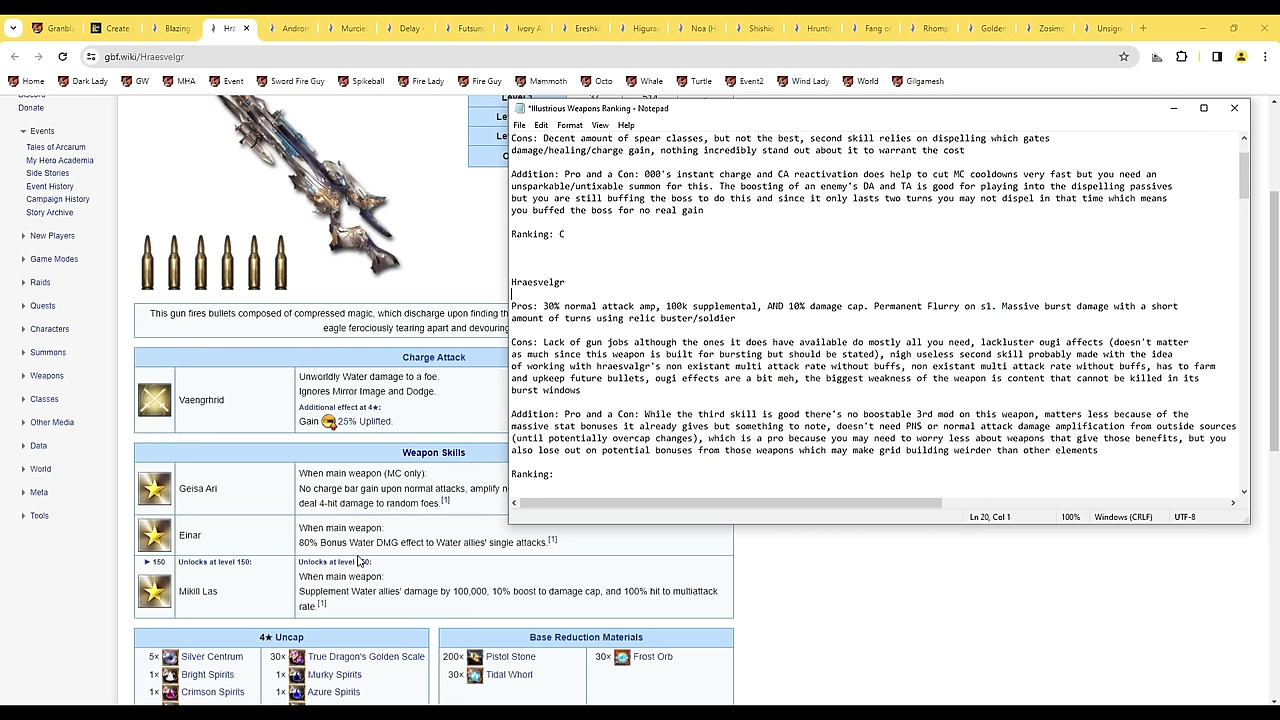 Granbl
Create
Blazing
Hra
Andron
Murciel
Delay -
Futsun
Ivory A
Ereshk
Higura
Noa (H
Shishio
Hrunti
Fang of
Rhomp
Golden
Zosim
Unsign
gbf.wiki/Hraesvelgr
Home
Dark Lady
GW
MHA
Event
Sword Fire Guy
Spikeball
Fire Lady
Fire Guy
Mammoth
Octo
Whale
Turtle
Event2
Wind Lady
World
Gilgamesh
Donate
Events
Tales of Arcarum
My Hero Academia
Side Stories
Event History
Campaign History
Story Archive
New Players
Game Modes
Raids
Quests
Characters
Summons
Weapons
Classes
Other Media
Data
World
Meta
Tools
This gun fires bullets composed of compressed magic, which discharge upon finding th
eagle ferociously tearing apart and devouring
Charge Attack
Vaengrhrid
Unworldly Water damage to a foe.
Ignores Mirror Image and Dodge.
Additional effect at 4★:
Gain 25% Uplifted.
Weapon Skills
Geisa Ari
When main weapon (MC only):
No charge bar gain upon normal attacks, amplify n
deal 4-hit damage to random foes.[1]
Einar
When main weapon:
80% Bonus Water DMG effect to Water allies' single attacks.[1]
► 150
Unlocks at level 150:
Unlocks at level 150:
Mikill Las
When main weapon:
Supplement Water allies' damage by 100,000, 10% boost to damage cap, and 100% hit to multiattack
rate.[1]
4★ Uncap
5× Silver Centrum
30× True Dragon's Golden Scale
1× Bright Spirits
1× Murky Spirits
1× Crimson Spirits
1× Azure Spirits
Base Reduction Materials
200× Pistol Stone
30× Frost Orb
30× Tidal Whorl
*Illustrious Weapons Ranking - Notepad
File
Edit
Format
View
Help
Cons: Decent amount of spear classes, but not the best, second skill relies on dispelling which gates
damage/healing/charge gain, nothing incredibly stand out about it to warrant the cost
Addition: Pro and a Con: 000's instant charge and CA reactivation does help to cut MC cooldowns very fast but you need an
unsparkable/untixable summon for this. The boosting of an enemy's DA and TA is good for playing into the dispelling passives
but you are still buffing the boss to do this and since it only lasts two turns you may not dispel in that time which means
you buffed the boss for no real gain
Ranking: C
Hraesvelgr
Pros: 30% normal attack amp, 100k supplemental, AND 10% damage cap. Permanent Flurry on s1. Massive burst damage with a short
amount of turns using relic buster/soldier
Cons: Lack of gun jobs although the ones it does have available do mostly all you need, lackluster ougi affects (doesn't matter
as much since this weapon is built for bursting but should be stated), nigh useless second skill probably made with the idea
of working with hraesvalgr's non existant multi attack rate without buffs, non existant multi attack rate without buffs, has to farm
and upkeep future bullets, ougi effects are a bit meh, the biggest weakness of the weapon is content that cannot be killed in its
burst windows
Addition: Pro and a Con: While the third skill is good there's no boostable 3rd mod on this weapon, matters less because of the
massive stat bonuses it already gives but something to note, doesn't need PNS or normal attack damage amplification from outside sources
(until potentially overcap changes), which is a pro because you may need to worry less about weapons that give those benefits, but you
also lose out on potential bonuses from those weapons which may make grid building weirder than other elements
Ranking:
Ln 20, Col 1
100%
Windows (CRLF)
UTF-8